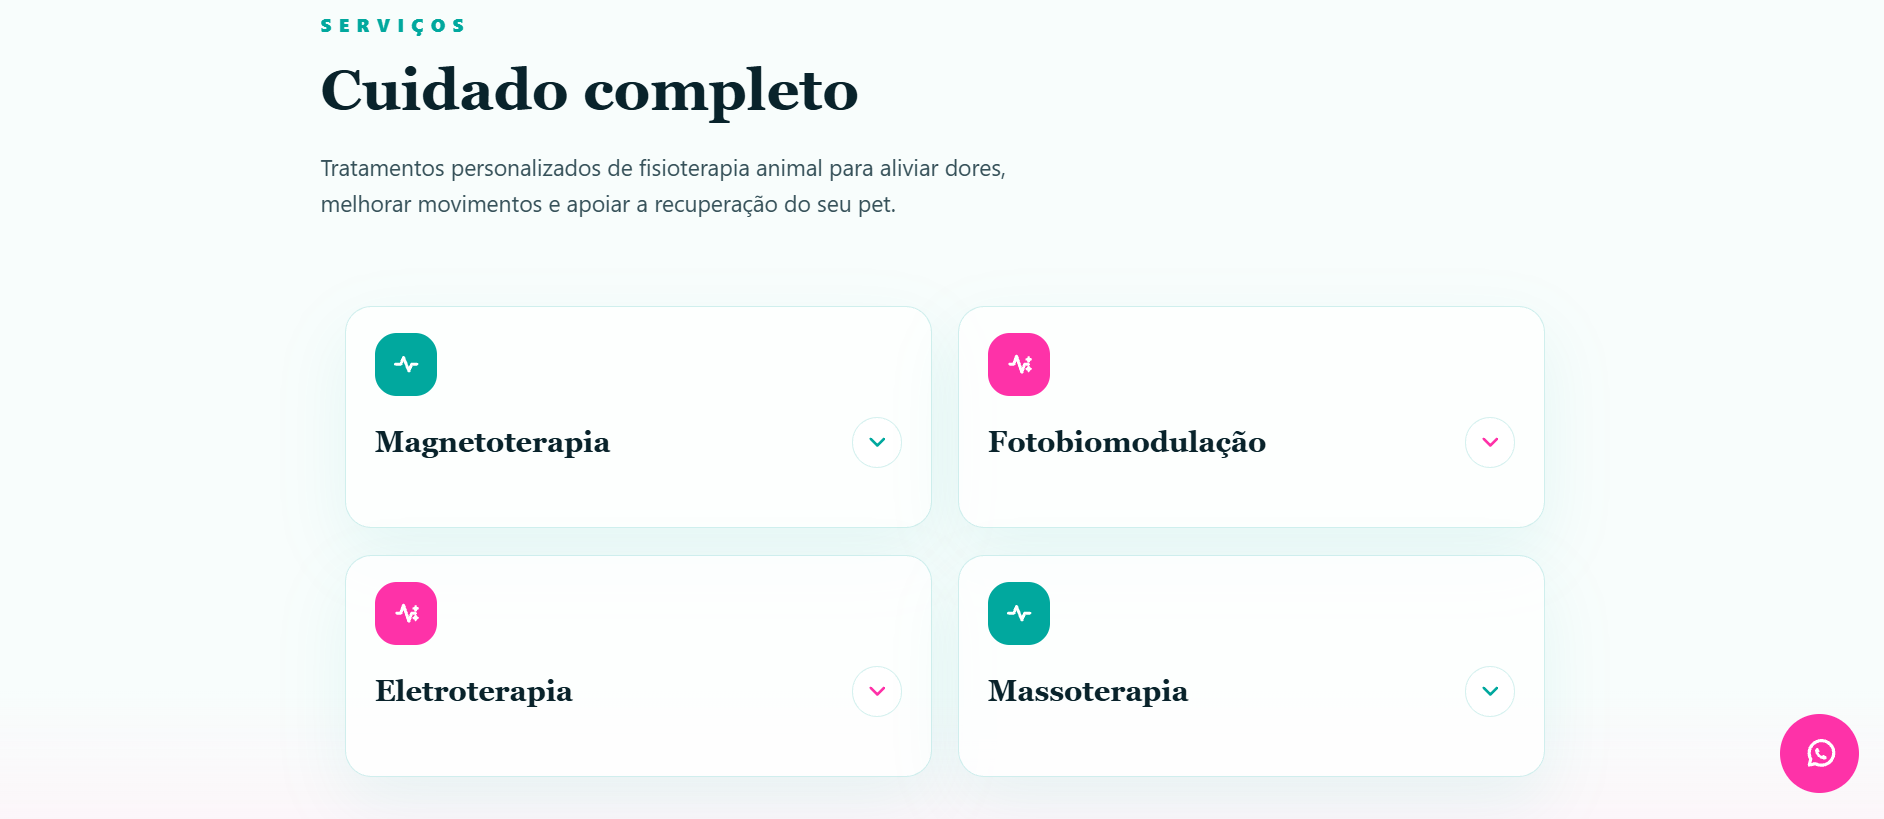 SERVIÇOS
Cuidado completo
Tratamentos personalizados de fisioterapia animal para aliviar dores,
melhorar movimentos e apoiar a recuperação do seu pet.
Magnetoterapia
Fotobiomodulação
Eletroterapia
Massoterapia